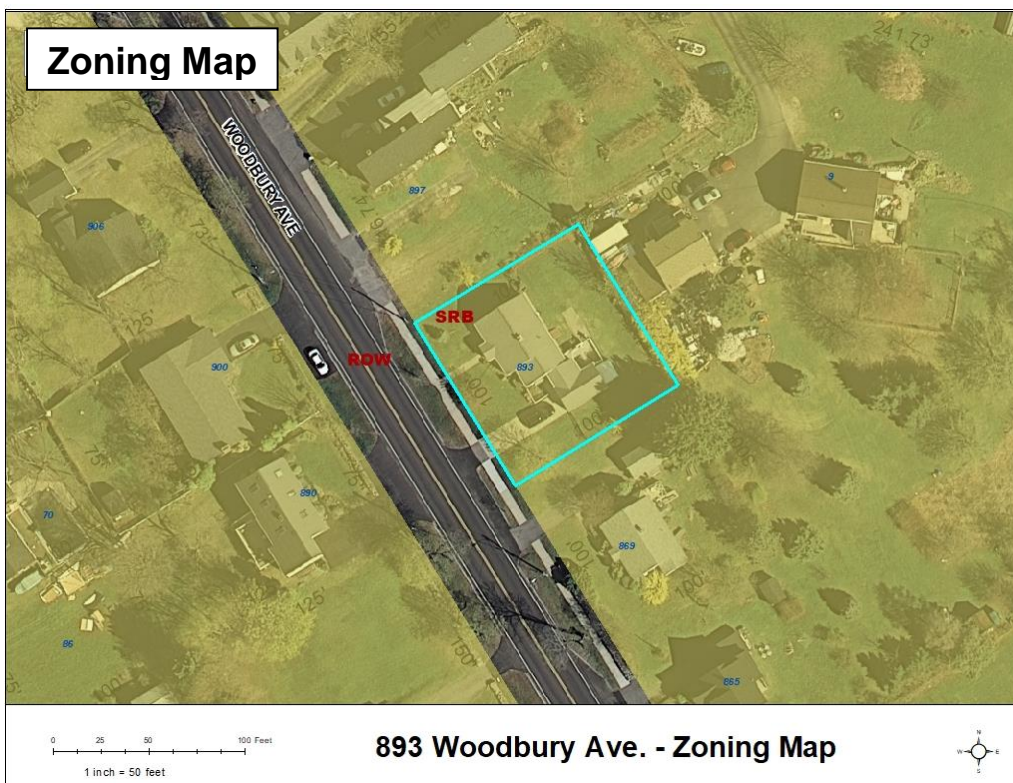 Zoning Map
WOODBURY AVE
241.73'
9
897
906
125'
100'
SRB
ROW
900
893
100'
100'
75'
890
70
869
100'
100'
125'
86
150'
865
100'
0 25 50 100 Feet
1 inch = 50 feet
893 Woodbury Ave. - Zoning Map
N
W E
S